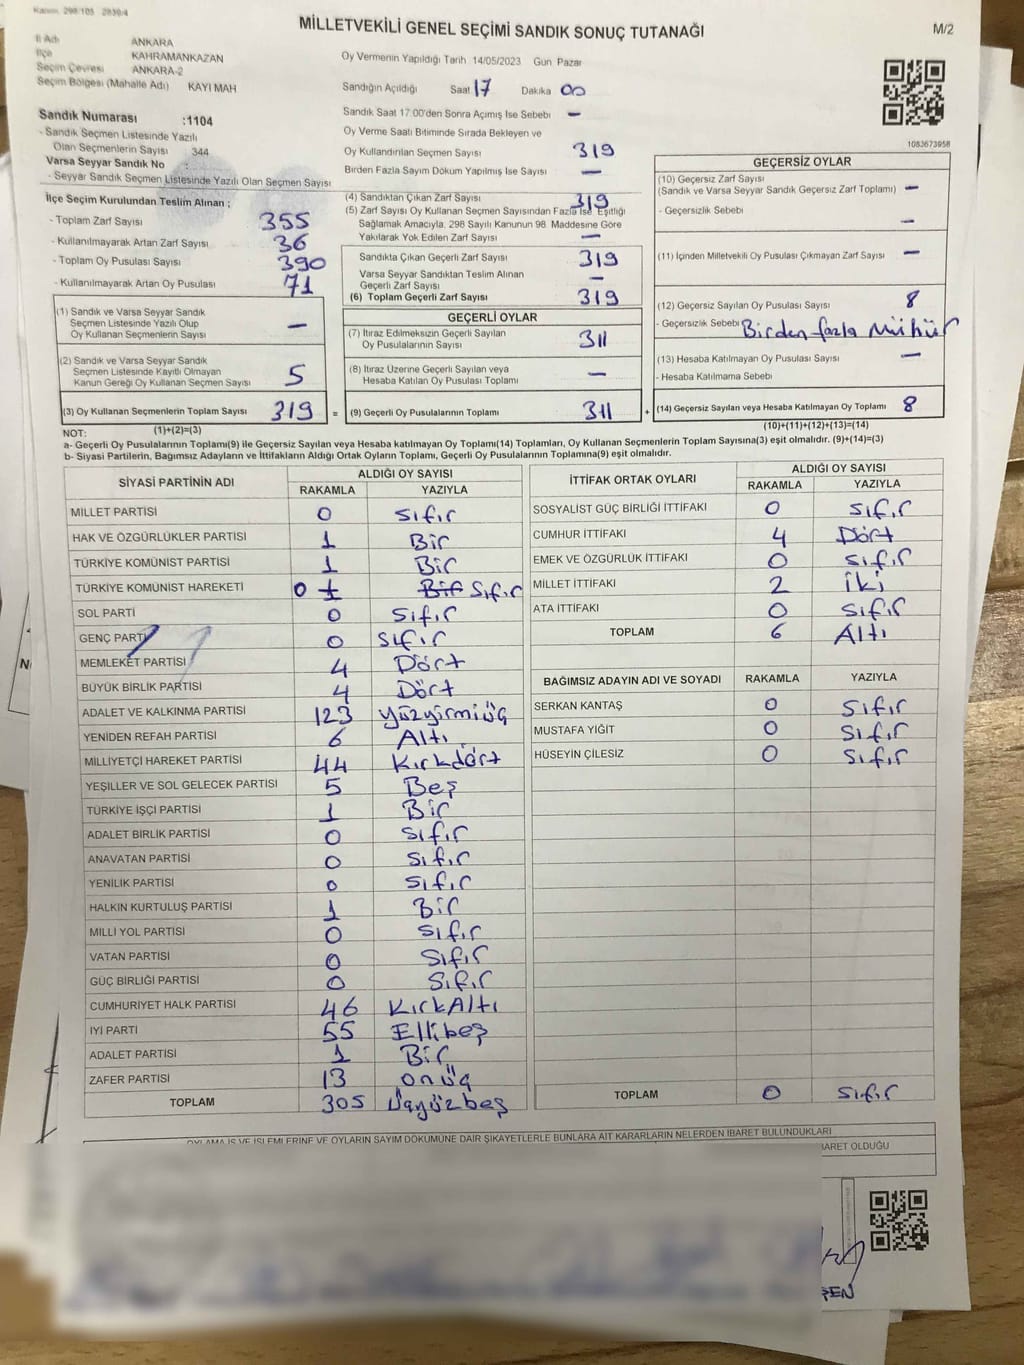 Kanun: 298/105 2839/4
MİLLETVEKİLİ GENEL SEÇİMİ SANDIK SONUÇ TUTANAĞI
M/2
İl Adı ANKARA
İlçe KAHRAMANKAZAN
Seçim Çevresi ANKARA-2
Seçim Bölgesi (Mahalle Adı) KAYI MAH
Oy Vermenin Yapıldığı Tarih 14/05/2023 Gün Pazar
Sandığın Açıldığı Saat 17 Dakika 00
Sandık Saat 17:00'den Sonra Açımış İse Sebebi –
Oy Verme Saati Bitiminde Sırada Bekleyen ve
Oy Kullandırılan Seçmen Sayısı 319
Birden Fazla Sayım Döküm Yapılmış İse Sayısı –
Sandık Numarası :1104
- Sandık Seçmen Listesinde Yazılı
Olan Seçmenlerin Sayısı 344
Varsa Seyyar Sandık No :
- Seyyar Sandık Seçmen Listesinde Yazılı Olan Seçmen Sayısı
İlçe Seçim Kurulundan Teslim Alınan ;
- Toplam Zarf Sayısı 355
- Kullanılmayarak Artan Zarf Sayısı 36
- Toplam Oy Pusulası Sayısı 390
- Kullanılmayarak Artan Oy Pusulası 71
(1) Sandık ve Varsa Seyyar Sandık
Seçmen Listesinde Yazılı Olup
Oy Kullanan Seçmenlerin Sayısı –
(2) Sandık ve Varsa Seyyar Sandık
Seçmen Listesinde Kayıtlı Olmayan
Kanun Gereği Oy Kullanan Seçmen Sayısı 5
(3) Oy Kullanan Seçmenlerin Toplam Sayısı 319 =
(1)+(2)=(3)
(4) Sandıktan Çıkan Zarf Sayısı 319
(5) Zarf Sayısı Oy Kullanan Seçmen Sayısından Fazla İse Eşitliği
Sağlamak Amacıyla, 298 Sayılı Kanunun 98. Maddesine Göre
Yakılarak Yok Edilen Zarf Sayısı –
Sandıkta Çıkan Geçerli Zarf Sayısı 319
Varsa Seyyar Sandıktan Teslim Alınan
Geçerli Zarf Sayısı –
(6) Toplam Geçerli Zarf Sayısı 319
GEÇERLİ OYLAR
(7) İtiraz Edilmeksizin Geçerli Sayılan
Oy Pusulalarının Sayısı 311
(8) İtiraz Üzerine Geçerli Sayılan veya
Hesaba Katılan Oy Pusulası Toplamı –
(9) Geçerli Oy Pusulalarının Toplamı 311 +
1083673958
GEÇERSİZ OYLAR
(10) Geçersiz Zarf Sayısı
(Sandık ve Varsa Seyyar Sandık Geçersiz Zarf Toplamı) –
- Geçersizlik Sebebi –
(11) İçinden Milletvekili Oy Pusulası Çıkmayan Zarf Sayısı –
(12) Geçersiz Sayılan Oy Pusulası Sayısı 8
- Geçersizlik Sebebi Birden fazla Mühür
(13) Hesaba Katılmayan Oy Pusulası Sayısı –
- Hesaba Katılmama Sebebi
(14) Geçersiz Sayılan veya Hesaba Katılmayan Oy Toplamı 8
(10)+(11)+(12)+(13)=(14)
NOT:
a- Geçerli Oy Pusulalarının Toplamı(9) ile Geçersiz Sayılan veya Hesaba katılmayan Oy Toplamı(14) Toplamları, Oy Kullanan Seçmenlerin Toplam Sayısına(3) eşit olmalıdır. (9)+(14)=(3)
b- Siyasi Partilerin, Bağımsız Adayların ve İttifakların Aldığı Ortak Oyların Toplamı, Geçerli Oy Pusulalarının Toplamına(9) eşit olmalıdır.
SİYASİ PARTİNİN ADI ALDIĞI OY SAYISI
RAKAMLA YAZIYLA
MİLLET PARTİSİ 0 Sıfır
HAK VE ÖZGÜRLÜKLER PARTİSİ 1 Bir
TÜRKİYE KOMÜNİST PARTİSİ 1 Bir
TÜRKİYE KOMÜNİST HAREKETİ 0 1 Bir Sıfır
SOL PARTİ 0 Sıfır
GENÇ PARTİ 0 Sıfır
MEMLEKET PARTİSİ 4 Dört
BÜYÜK BİRLİK PARTİSİ 4 Dört
ADALET VE KALKINMA PARTİSİ 123 Yüzyirmiüç
YENİDEN REFAH PARTİSİ 6 Altı
MİLLİYETÇİ HAREKET PARTİSİ 44 Kırkdört
YEŞİLLER VE SOL GELECEK PARTİSİ 5 Beş
TÜRKİYE İŞÇİ PARTİSİ 1 Bir
ADALET BİRLİK PARTİSİ 0 Sıfır
ANAVATAN PARTİSİ 0 Sıfır
YENİLİK PARTİSİ 0 Sıfır
HALKIN KURTULUŞ PARTİSİ 1 Bir
MİLLİ YOL PARTİSİ 0 Sıfır
VATAN PARTİSİ 0 Sıfır
GÜÇ BİRLİĞİ PARTİSİ 0 Sıfır
CUMHURİYET HALK PARTİSİ 46 KırkAltı
İYİ PARTİ 55 Ellibeş
ADALET PARTİSİ 1 Bir
ZAFER PARTİSİ 13 onüç
TOPLAM 305 Üçyüzbeş
İTTİFAK ORTAK OYLARI ALDIĞI OY SAYISI
RAKAMLA YAZIYLA
SOSYALİST GÜÇ BİRLİĞİ İTTİFAKI 0 Sıfır
CUMHUR İTTİFAKI 4 Dört
EMEK VE ÖZGÜRLÜK İTTİFAKI 0 Sıfır
MİLLET İTTİFAKI 2 iki
ATA İTTİFAKI 0 Sıfır
TOPLAM 6 Altı
BAĞIMSIZ ADAYIN ADI VE SOYADI RAKAMLA YAZIYLA
SERKAN KANTAŞ 0 Sıfır
MUSTAFA YİĞİT 0 Sıfır
HÜSEYİN ÇİLESİZ 0 Sıfır
TOPLAM 0 Sıfır
OYLAMA İŞ VE İŞLEMLERİNE VE OYLARIN SAYIM DÖKÜMÜNE DAİR ŞİKAYETLERLE BUNLARA AİT KARARLARIN NELERDEN İBARET BULUNDUKLARI
OLDUĞU